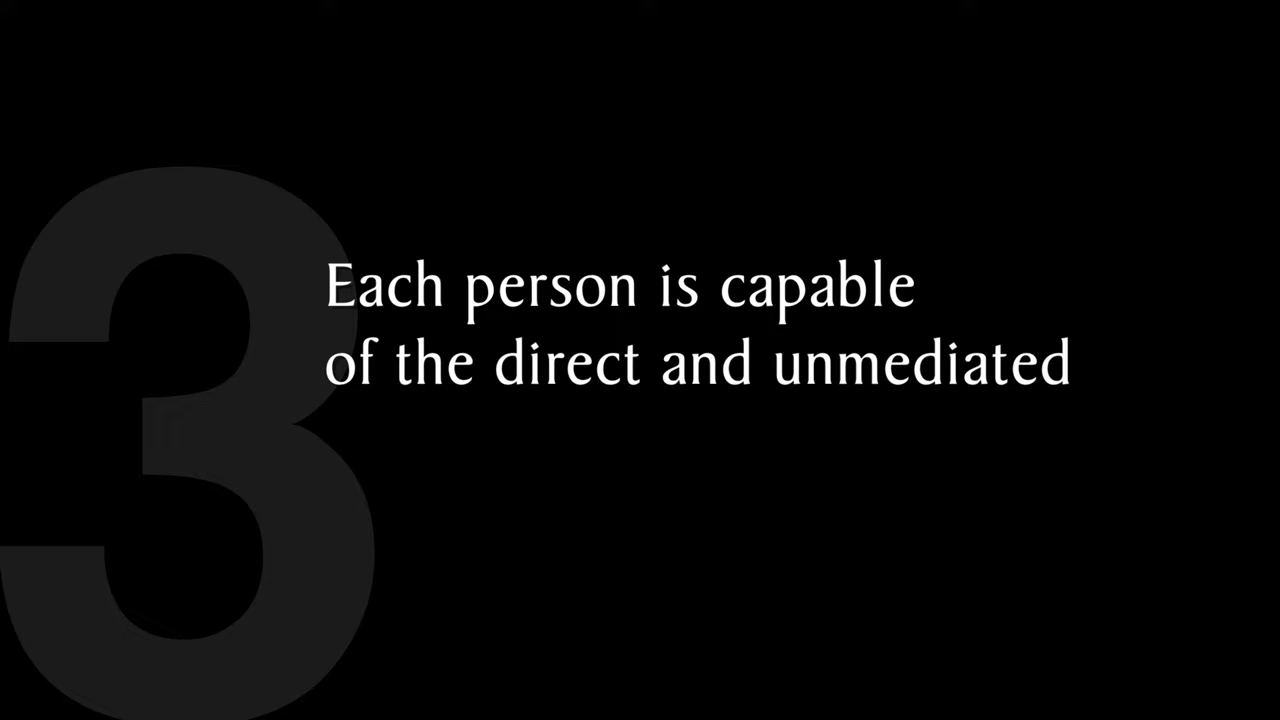 3
Each person is capable
of the direct and unmediated